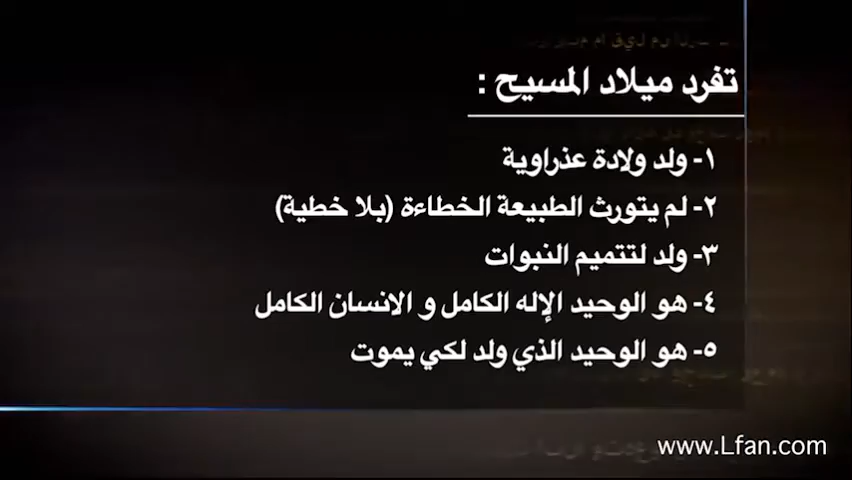 تفرد ميلاد المسيح :
١- ولد ولادة عذراوية
٢- لم يتورث الطبيعة الخطاءة (بلا خطية)
٣- ولد لتتميم النبوات
٤- هو الوحيد الإله الكامل و الانسان الكامل
٥- هو الوحيد الذي ولد لكي يموت
www.Lfan.com